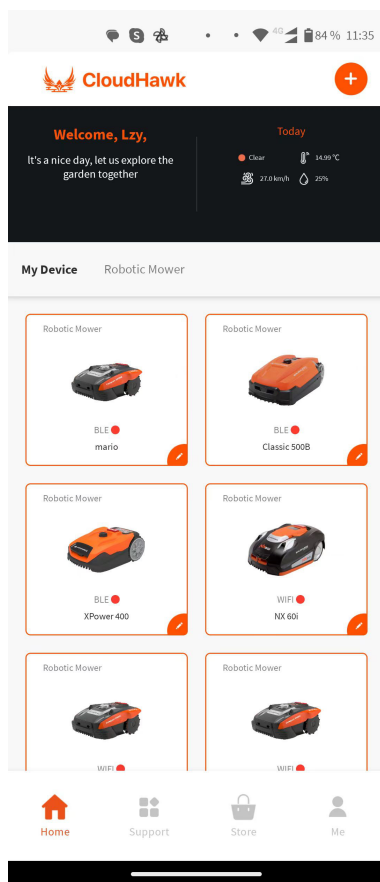 4G 84 % 11:35
CloudHawk
Welcome, Lzy,
It's a nice day, let us explore the
garden together
Today
Clear 14.99 ℃
27.0 km/h 25%
My Device Robotic Mower
Robotic Mower
BLE
mario
Robotic Mower
BLE
Classic 500B
Robotic Mower
BLE
XPower 400
Robotic Mower
WIFI
NX 60i
Robotic Mower
WIFI
Robotic Mower
WIFI
Home Support Store Me